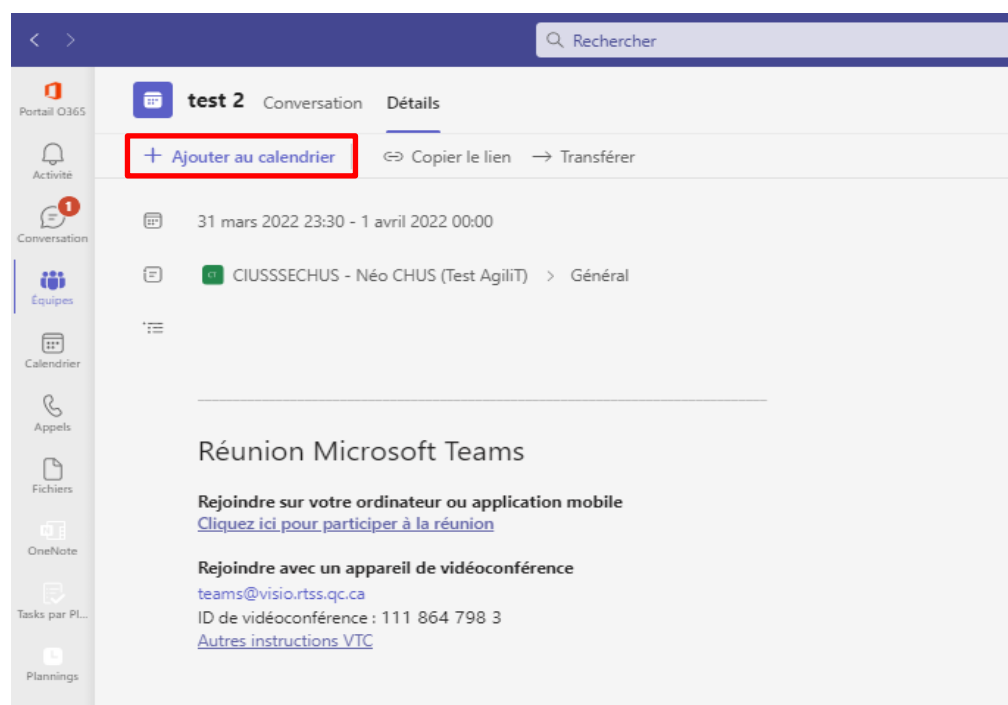 Rechercher
Portail O365
Activité
1
Conversation
Équipes
Calendrier
Appels
Fichiers
OneNote
Tasks par Pl...
Plannings
test 2 Conversation Détails
+ Ajouter au calendrier Copier le lien → Transférer
31 mars 2022 23:30 - 1 avril 2022 00:00
CT CIUSSSECHUS - Néo CHUS (Test AgiliT) > Général
Réunion Microsoft Teams
Rejoindre sur votre ordinateur ou application mobile
Cliquez ici pour participer à la réunion
Rejoindre avec un appareil de vidéoconférence
teams@visio.rtss.qc.ca
ID de vidéoconférence : 111 864 798 3
Autres instructions VTC